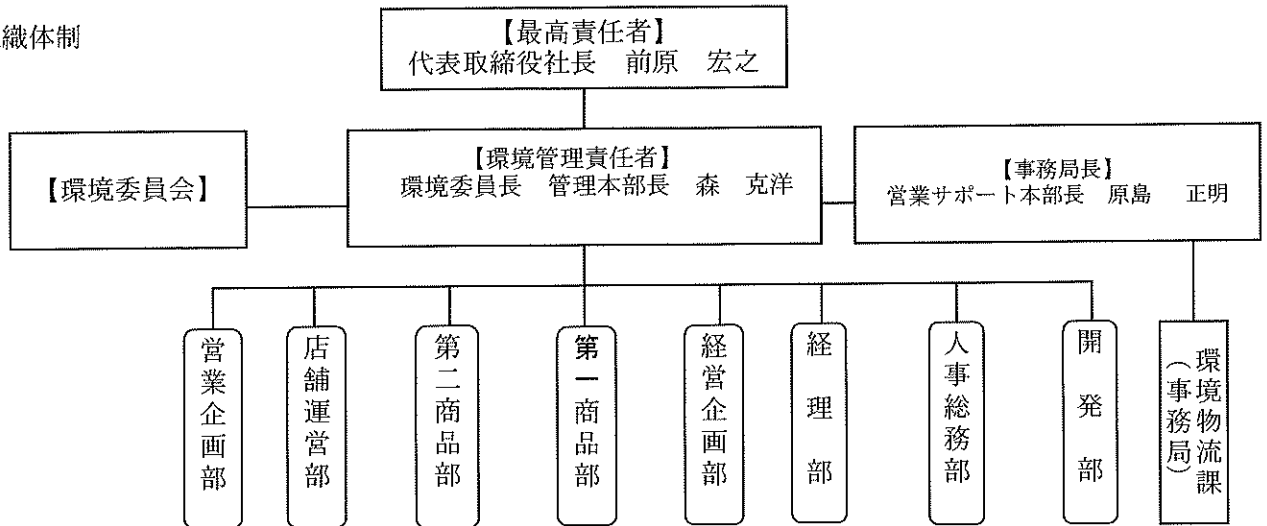 織体制
【最高責任者】
代表取締役社長　前原　宏之
【環境委員会】
【環境管理責任者】
環境委員長　管理本部長　森　克洋
【事務局長】
営業サポート本部長　原島　正明
営業企画部
店舗運営部
第二商品部
第一商品部
経営企画部
経理部
人事総務部
開発部
環境物流課
（事務局）